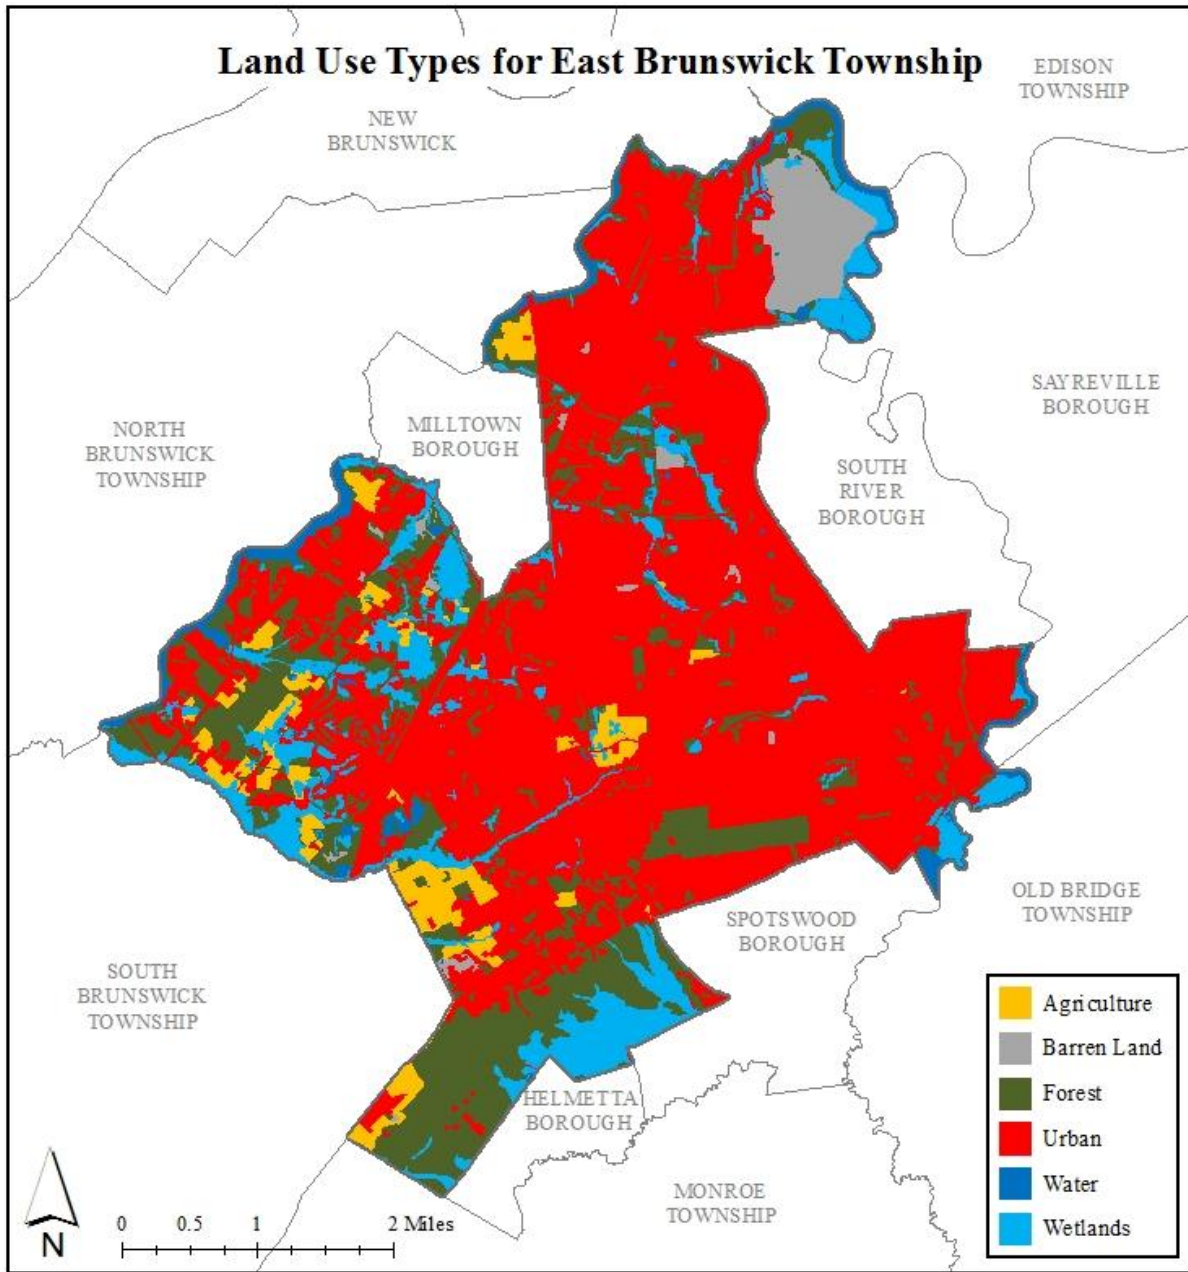 Land Use Types for East Brunswick Township
EDISON
TOWNSHIP
NEW
BRUNSWICK
SAYREVILLE
BOROUGH
MILLTOWN
BOROUGH
NORTH
BRUNSWICK
TOWNSHIP
SOUTH
RIVER
BOROUGH
OLD BRIDGE
TOWNSHIP
SPOTSWOOD
BOROUGH
SOUTH
BRUNSWICK
TOWNSHIP
HELMETTA
BOROUGH
MONROE
TOWNSHIP
Agriculture
Barren Land
Forest
Urban
Water
Wetlands
N
0 0.5 1 2 Miles